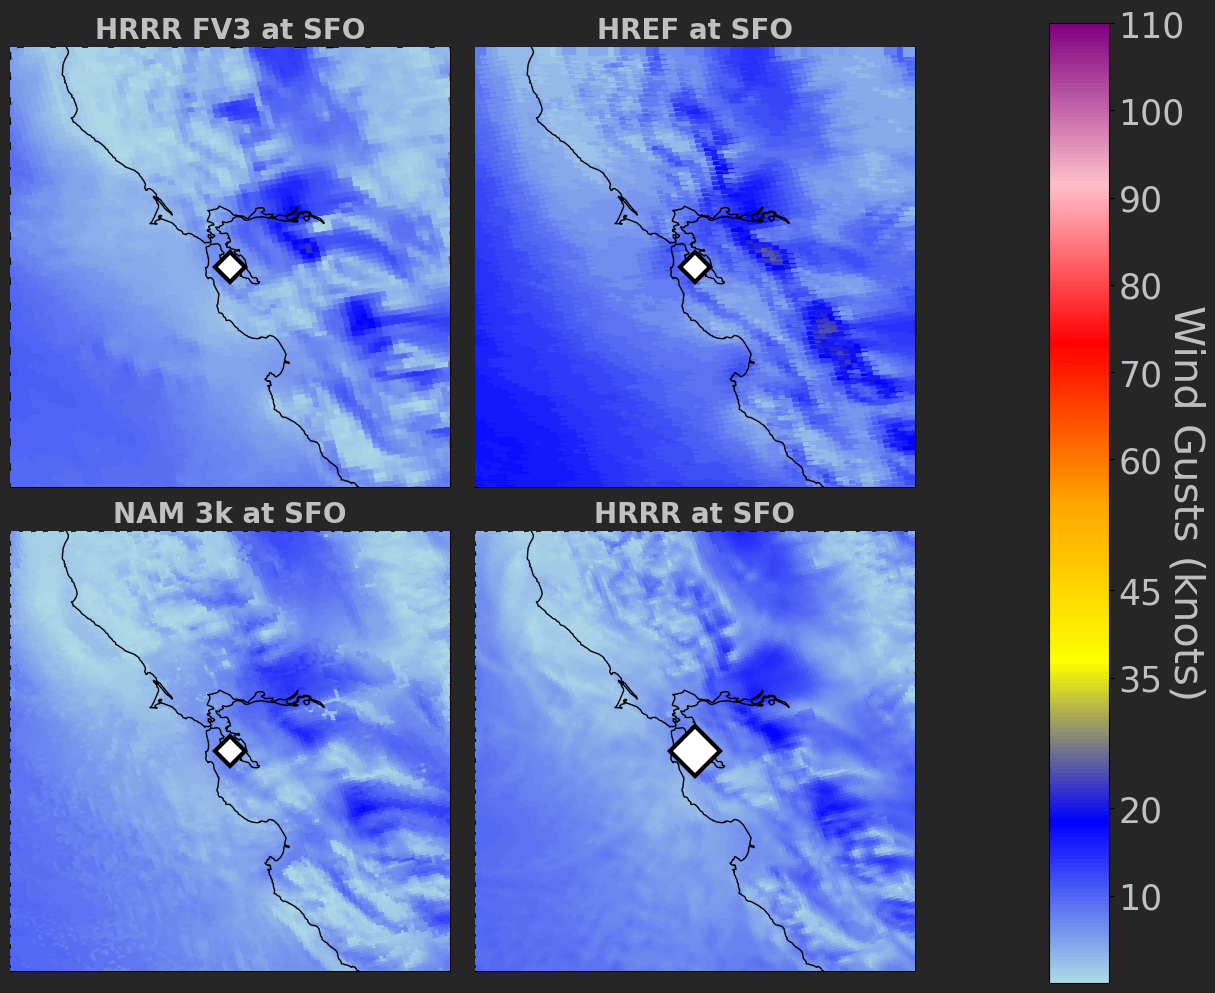 HRRR FV3 at SFO
HREF at SFO
NAM 3k at SFO
HRRR at SFO
110
100
90
80
70
60
45
35
20
10
Wind Gusts (knots)